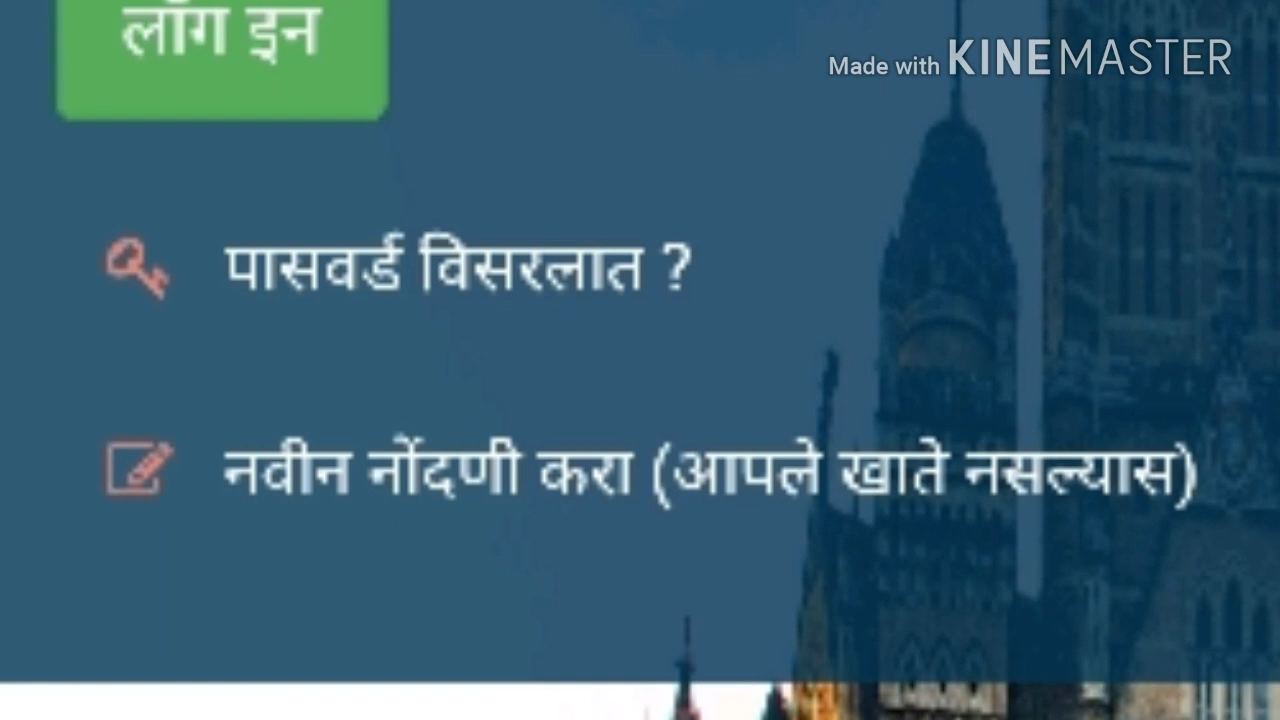 लॉग इन
Made with KINEMASTER
पासवर्ड विसरलात ?
नवीन नोंदणी करा (आपले खाते नसल्यास)